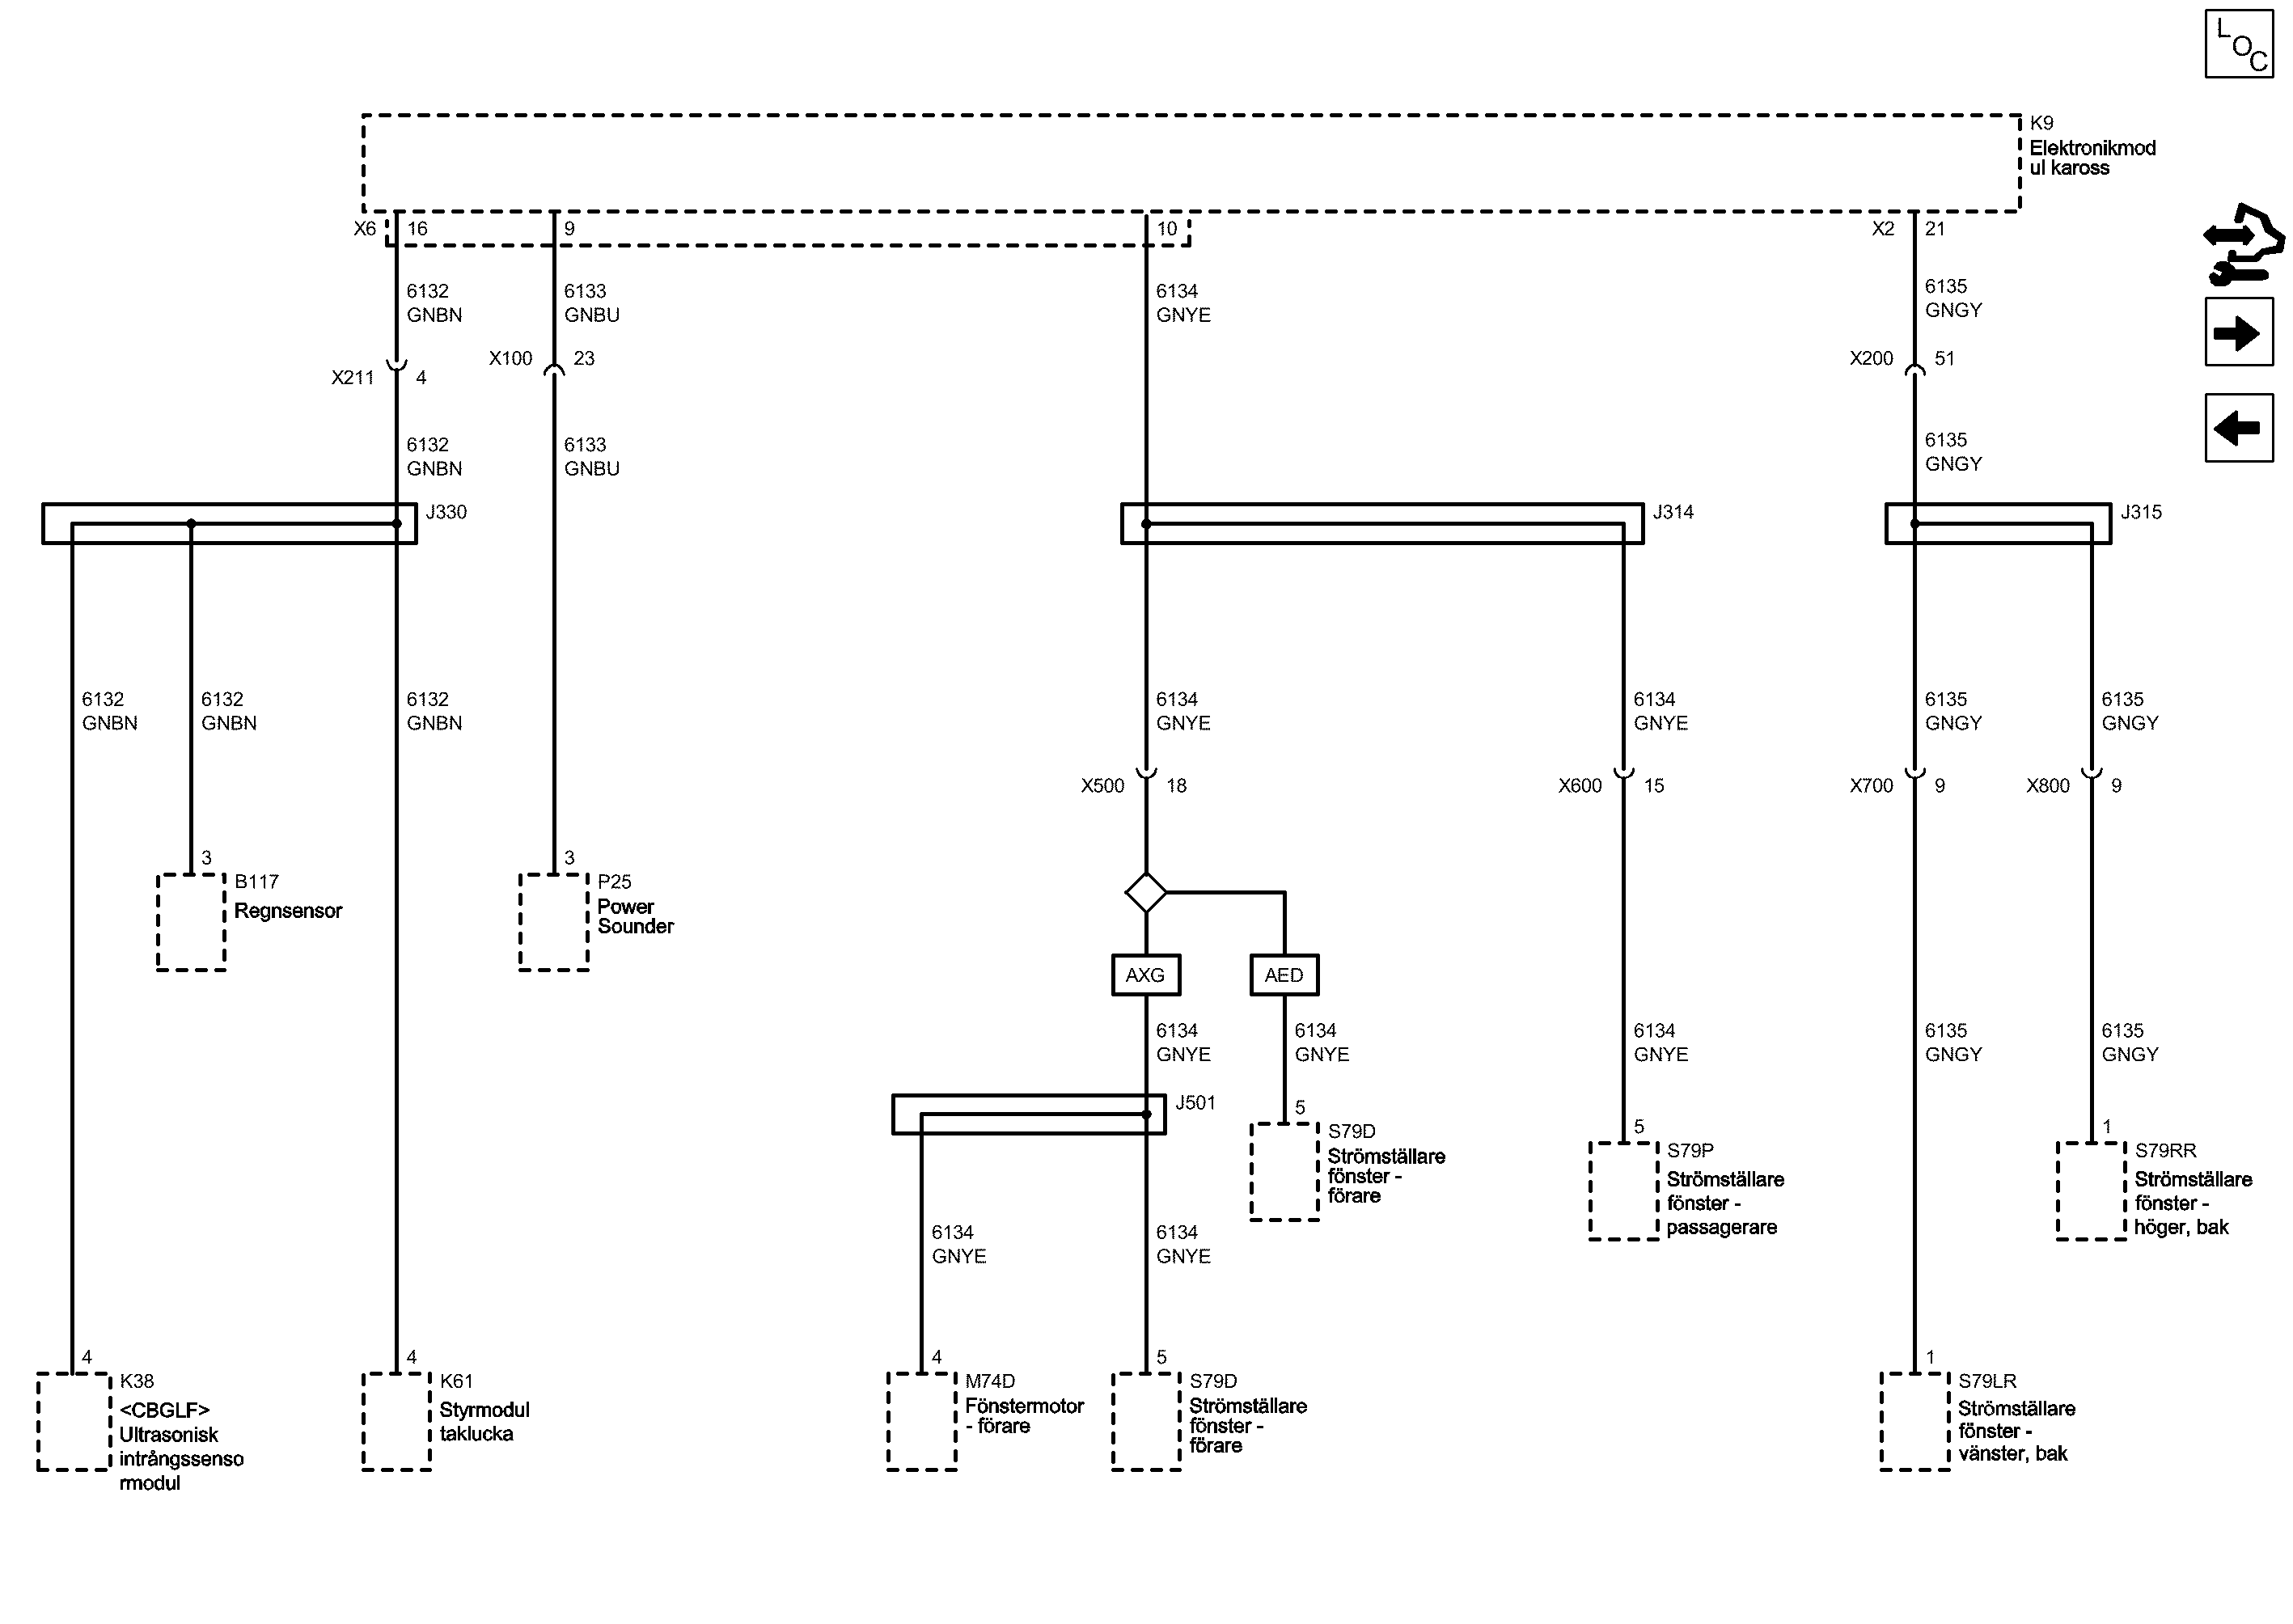 LOC
K9
Elektronikmod
ul kaross
X6 16 9 10 X2 21
6132 6133 6134 6135
GNBN GNBU GNYE GNGY
X100 23 X200 51
X211 4
6132 6133 6135
GNBN GNBU GNGY
J330 J314 J315
6132 6132 6132 6134 6134 6135 6135
GNBN GNBN GNBN GNYE GNYE GNGY GNGY
X500 18 X600 15 X700 9 X800 9
3 3
B117 P25
Regnsensor
Power
Sounder
AXG AED
6134 6134 6134 6135 6135
GNYE GNYE GNYE GNGY GNGY
J501
5
S79D
Strömställare
fönster -
förare
5
S79P
Strömställare
fönster -
passagerare
1
S79RR
Strömställare
fönster -
höger, bak
6134 6134
GNYE GNYE
4
K38
<CBGLF>
Ultrasonisk
intrångssenso
rmodul
4
K61
Styrmodul
taklucka
4
M74D
Fönstermotor
- förare
5
S79D
Strömställare
fönster -
förare
1
S79LR
Strömställare
fönster -
vänster, bak